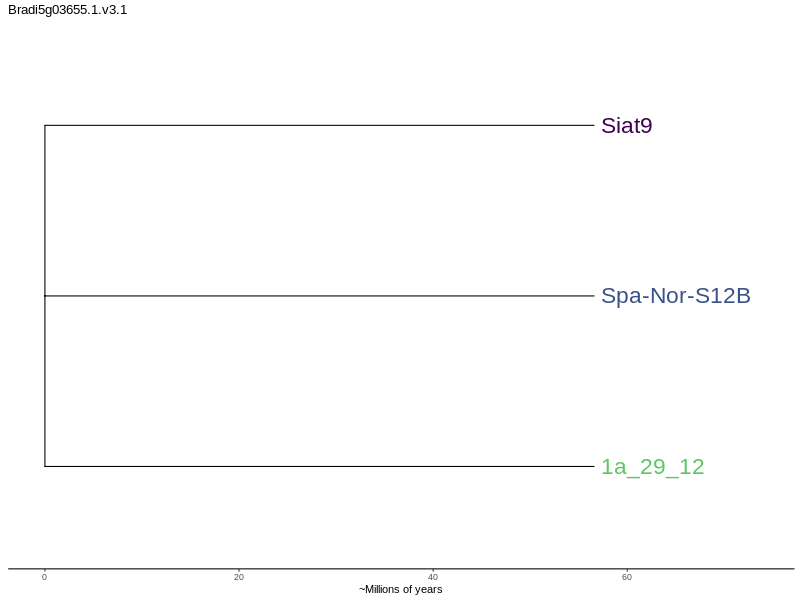 Bradi5g03655.1.v3.1
Siat9
Spa-Nor-S12B
1a_29_12
0 20 40 60
~Millions of years